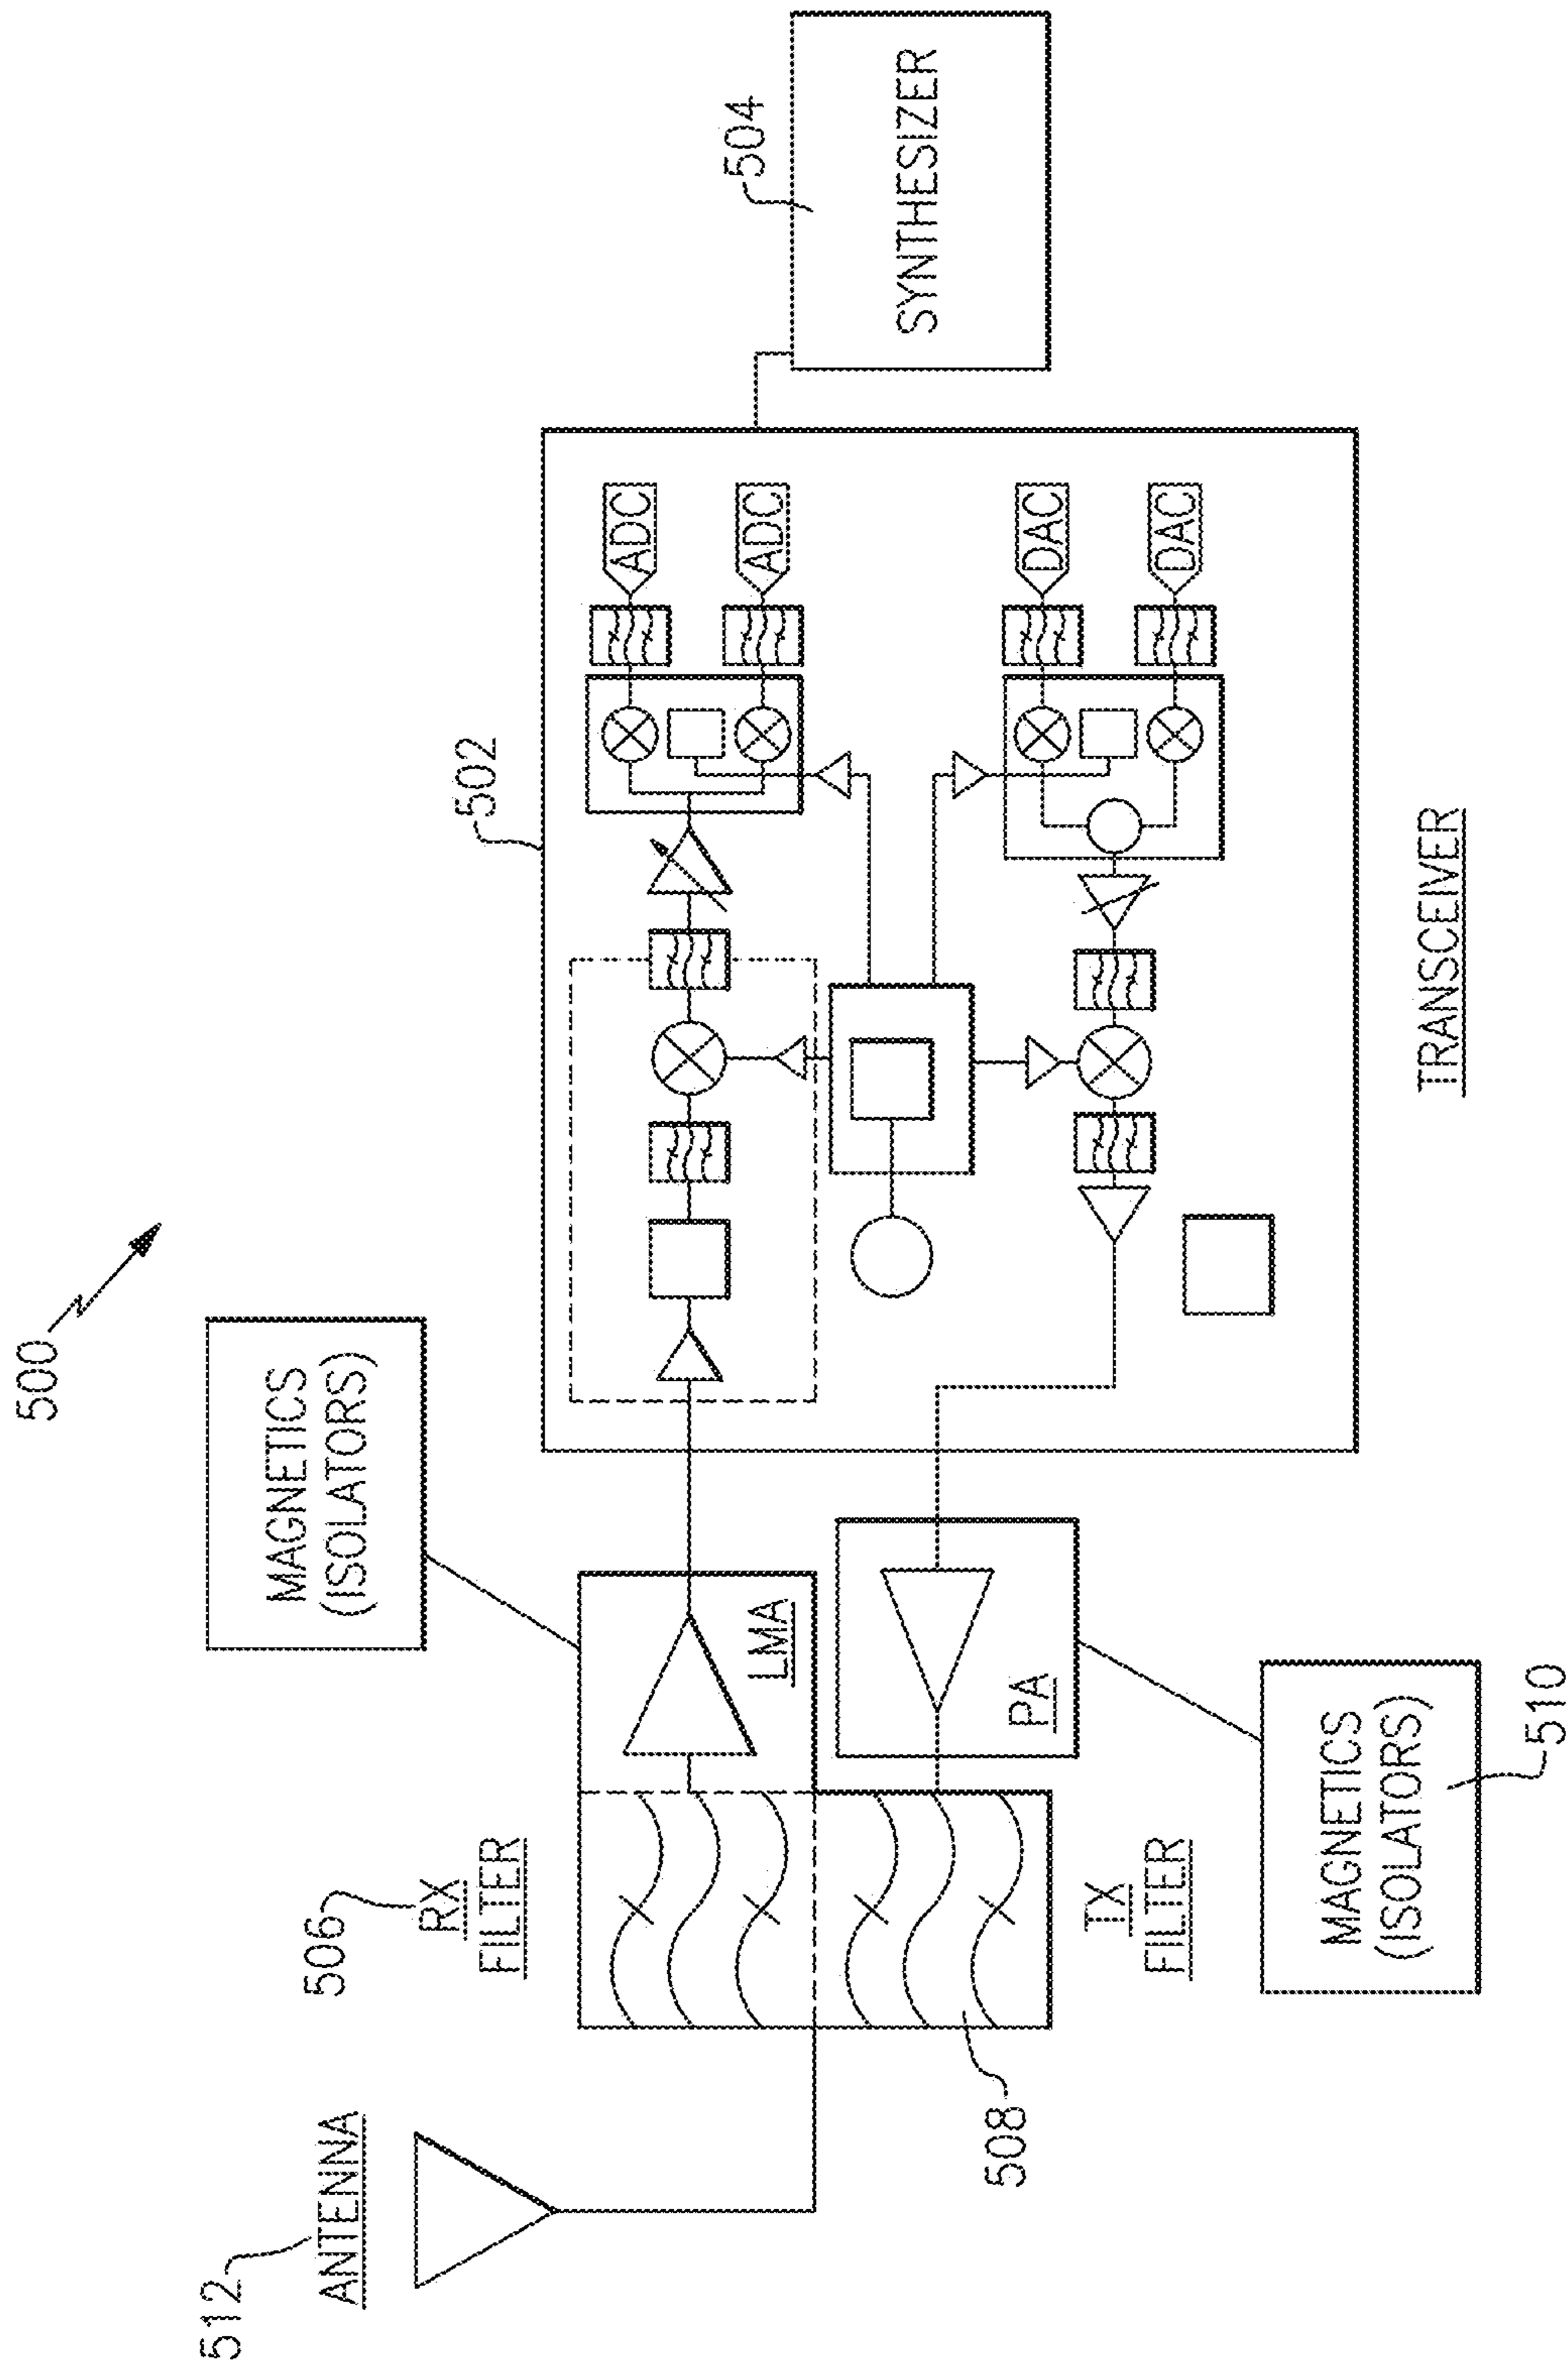 500
512
ANTENNA
506
RX
FILTER
MAGNETICS
(ISOLATORS)
LMA
502
ADC
ADC
504
SYNTHESIZER
508
TX
FILTER
PA
DAC
DAC
MAGNETICS
(ISOLATORS)
510
TRANSCEIVER